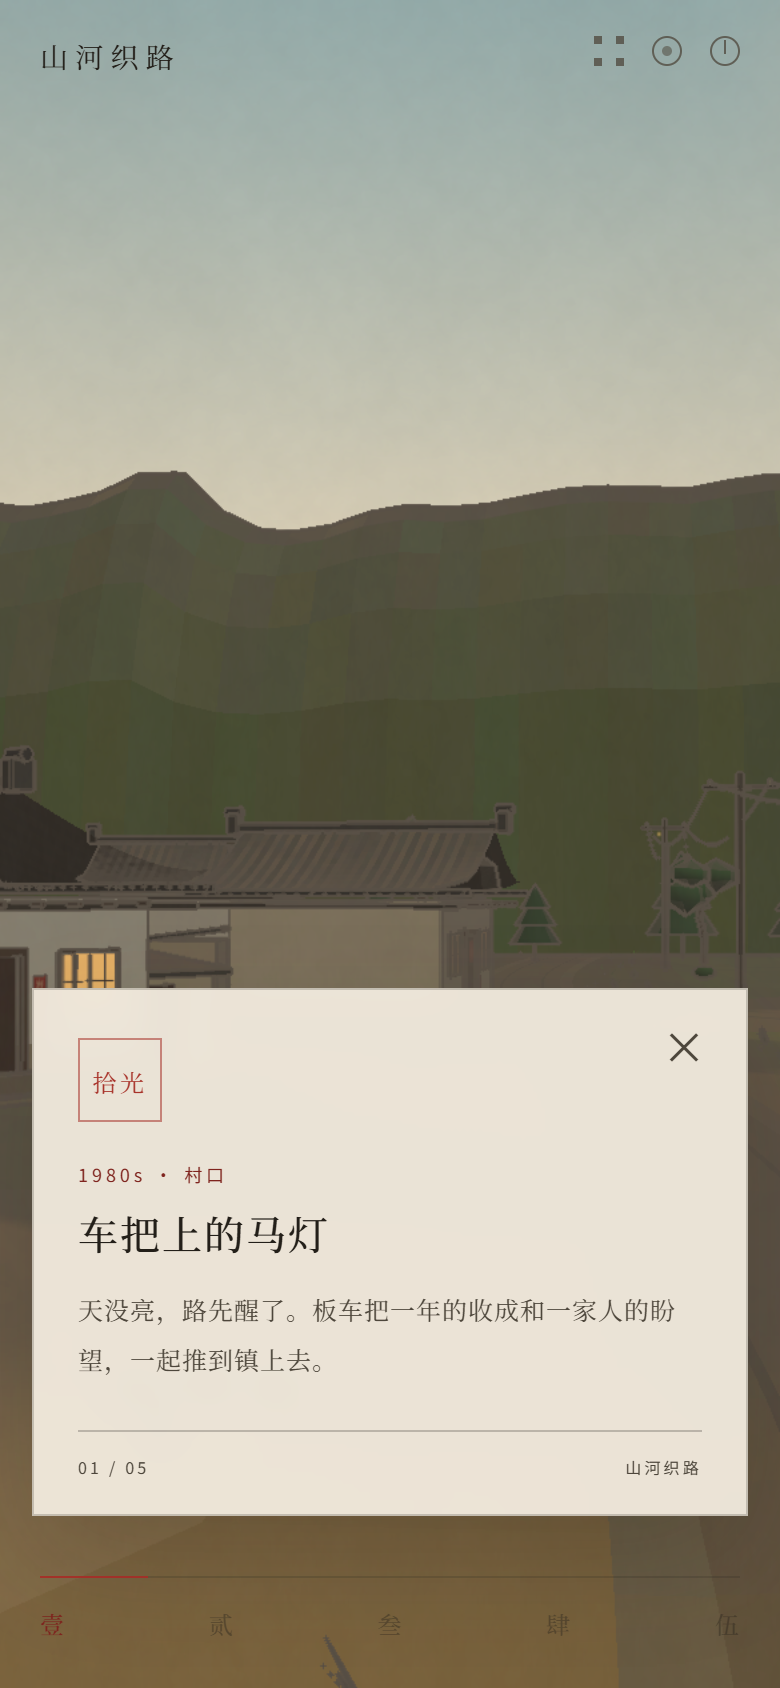 山河织路
拾光
1980s · 村口
车把上的马灯
天没亮，路先醒了。板车把一年的收成和一家人的盼
望，一起推到镇上去。
01 / 05
山河织路
壹
贰
叁
肆
伍